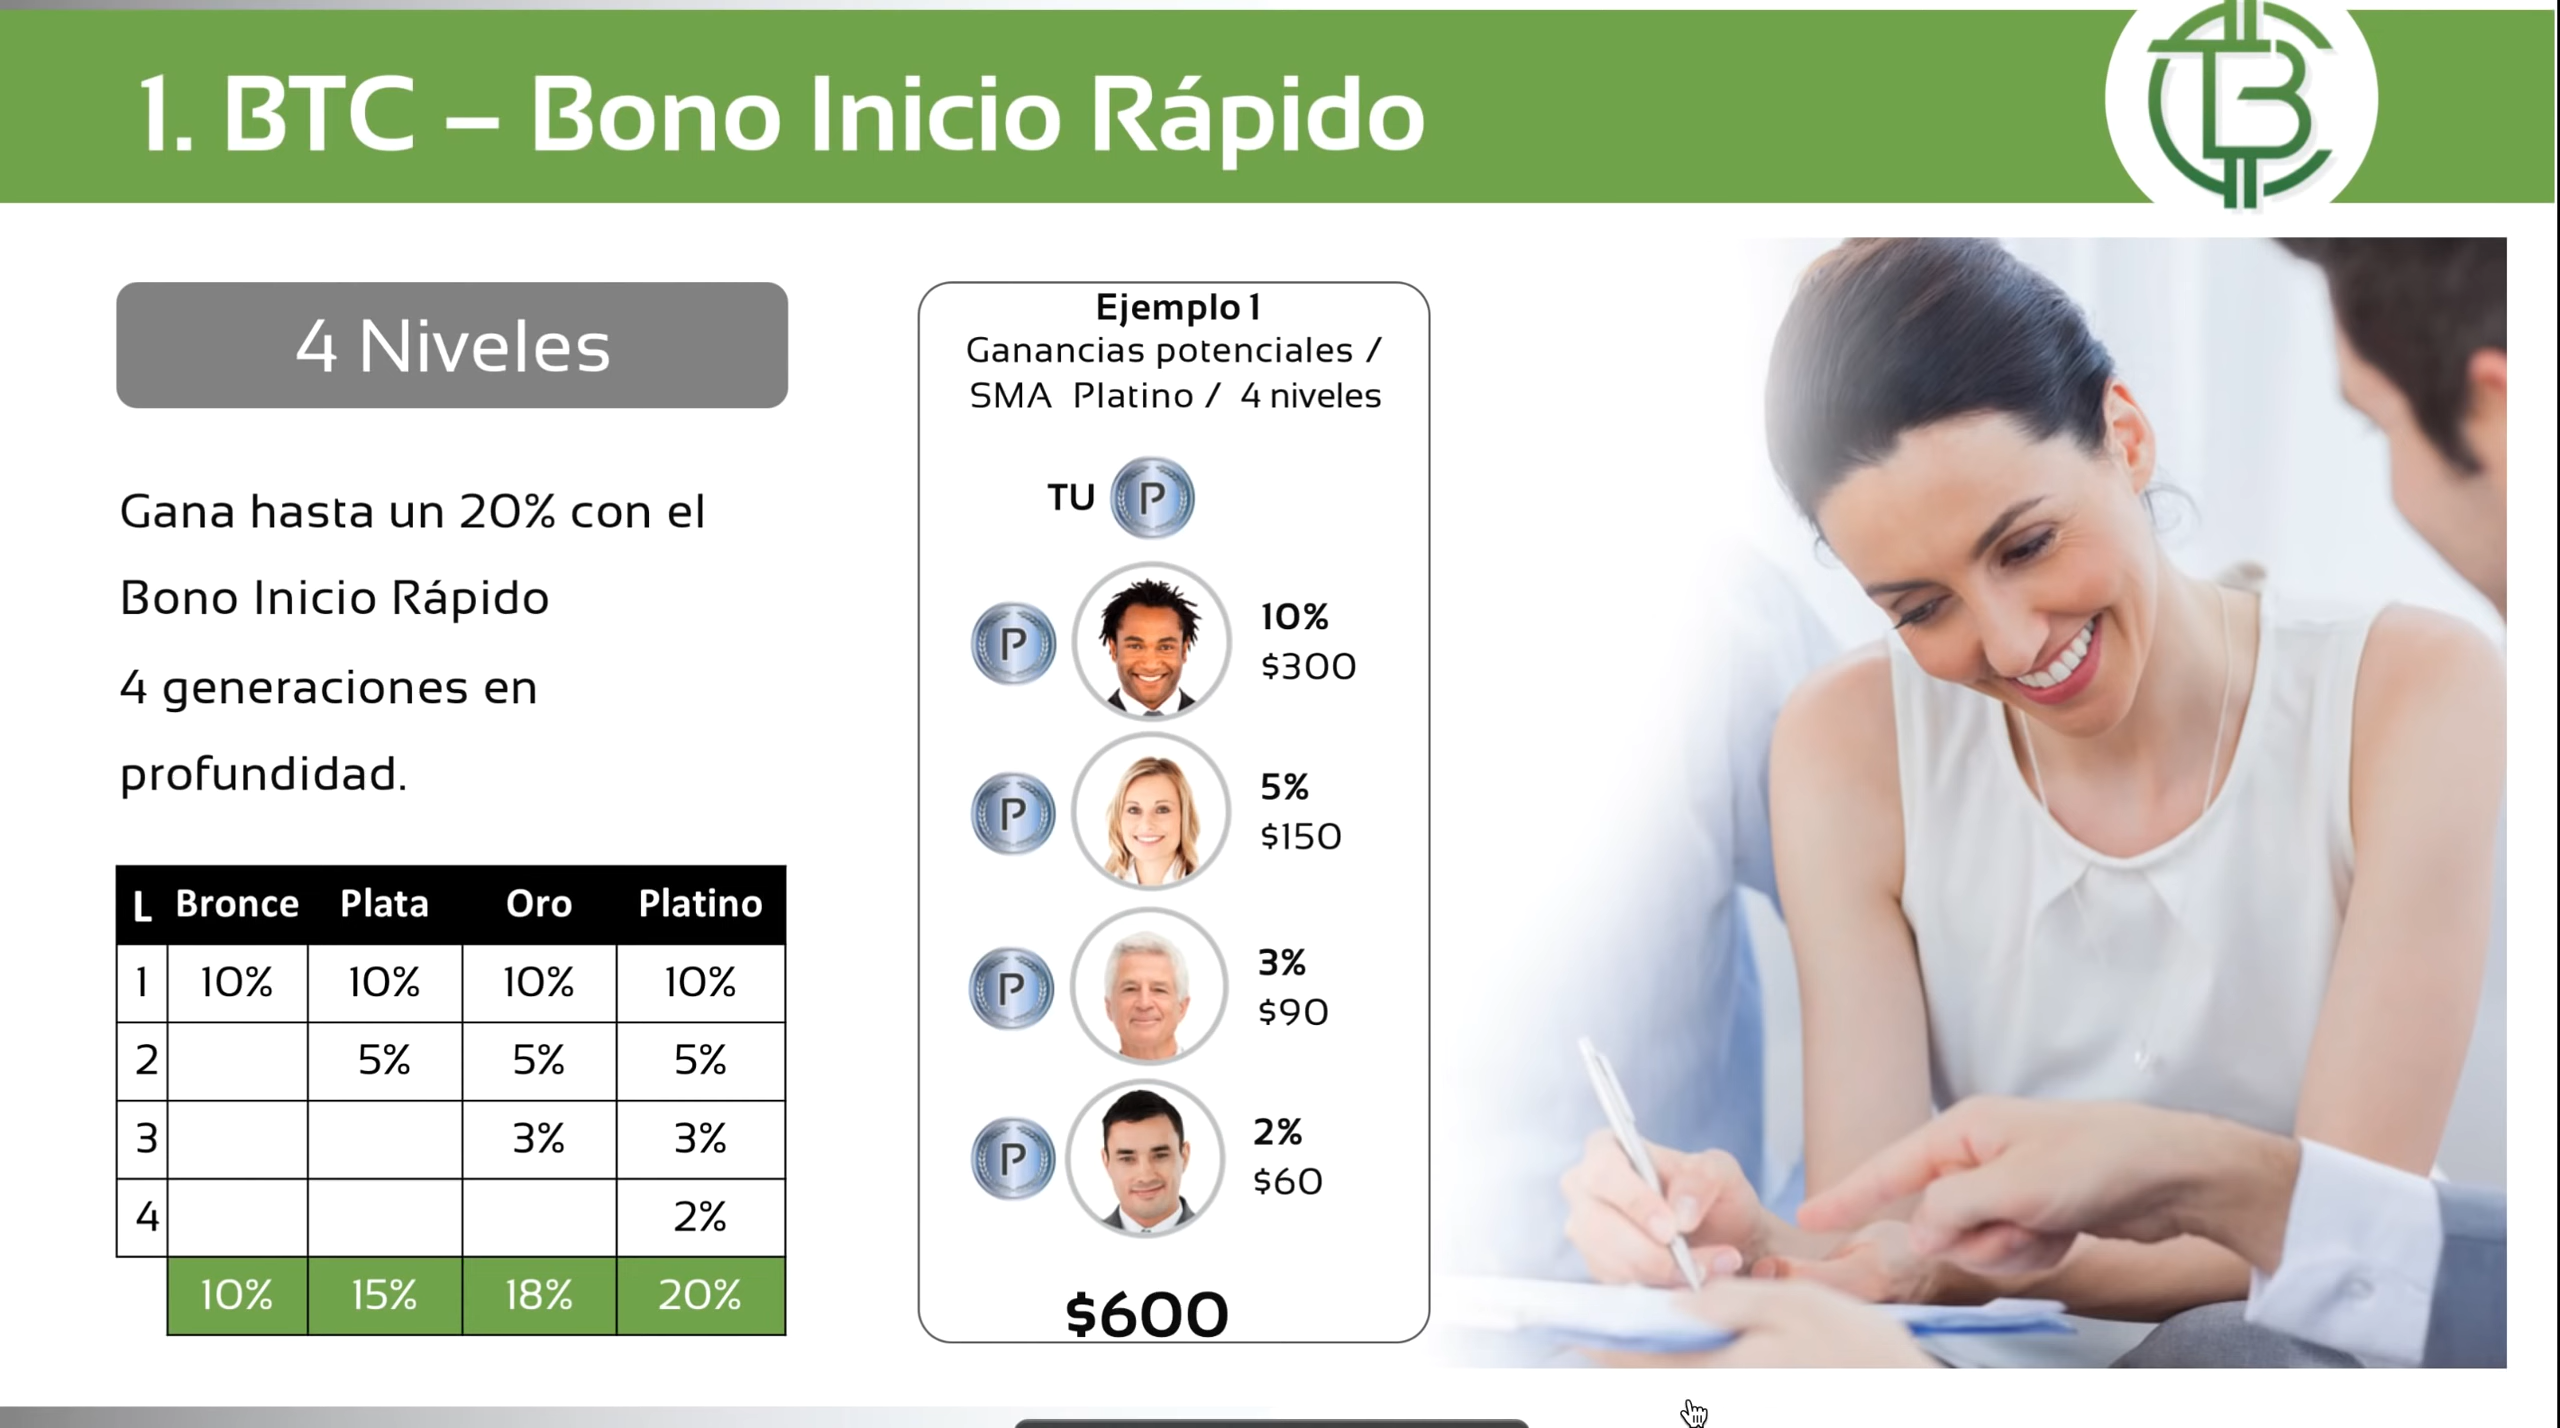 1. BTC – Bono Inicio Rápido
4 Niveles
Gana hasta un 20% con el
Bono Inicio Rápido
4 generaciones en
profundidad.
L Bronce Plata Oro Platino
1 10% 10% 10% 10%
2 5% 5% 5%
3 3% 3%
4 2%
10% 15% 18% 20%
Ejemplo 1
Ganancias potenciales /
SMA Platino / 4 niveles
TU P
P 10%
$300
P 5%
$150
P 3%
$90
P 2%
$60
$600